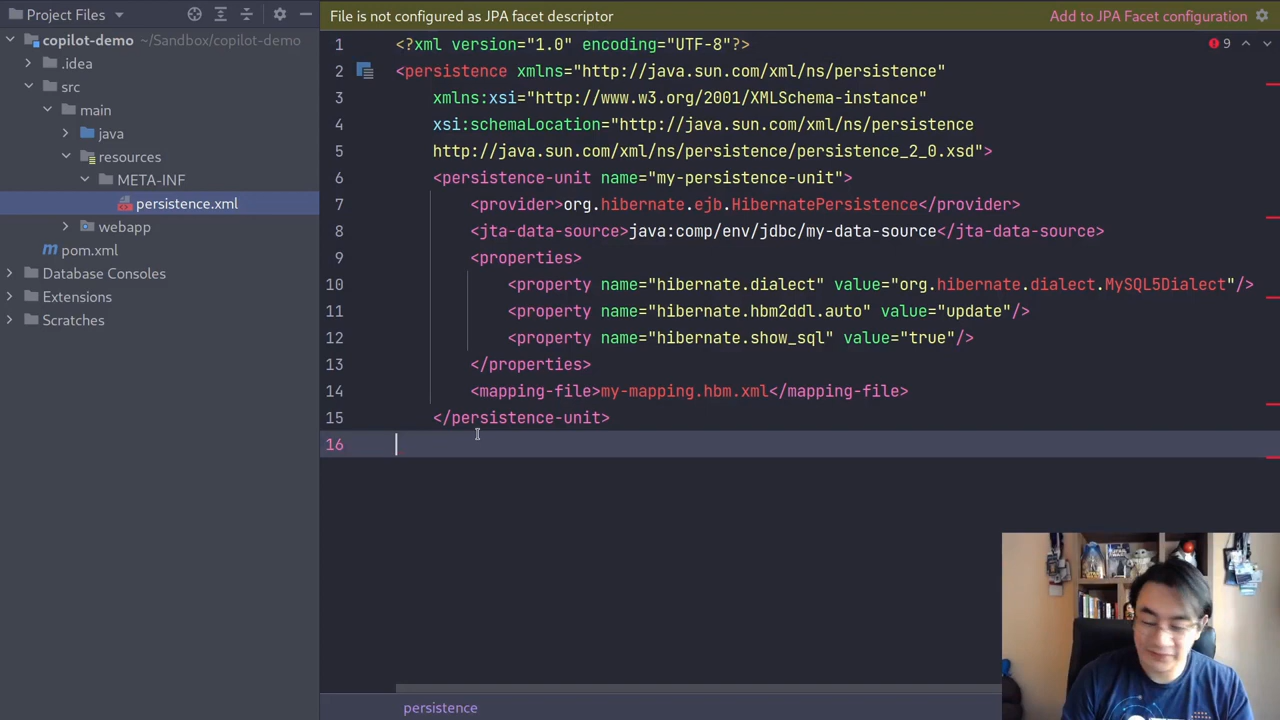 Project Files
File is not configured as JPA facet descriptor
Add to JPA Facet configuration
copilot-demo ~/Sandbox/copilot-demo
.idea
src
main
java
resources
META-INF
persistence.xml
webapp
pom.xml
Database Consoles
Extensions
Scratches
9
1 <?xml version="1.0" encoding="UTF-8"?>
2 <persistence xmlns="http://java.sun.com/xml/ns/persistence"
3 xmlns:xsi="http://www.w3.org/2001/XMLSchema-instance"
4 xsi:schemaLocation="http://java.sun.com/xml/ns/persistence
5 http://java.sun.com/xml/ns/persistence/persistence_2_0.xsd">
6 <persistence-unit name="my-persistence-unit">
7 <provider>org.hibernate.ejb.HibernatePersistence</provider>
8 <jta-data-source>java:comp/env/jdbc/my-data-source</jta-data-source>
9 <properties>
10 <property name="hibernate.dialect" value="org.hibernate.dialect.MySQL5Dialect"/>
11 <property name="hibernate.hbm2ddl.auto" value="update"/>
12 <property name="hibernate.show_sql" value="true"/>
13 </properties>
14 <mapping-file>my-mapping.hbm.xml</mapping-file>
15 </persistence-unit>
16
persistence